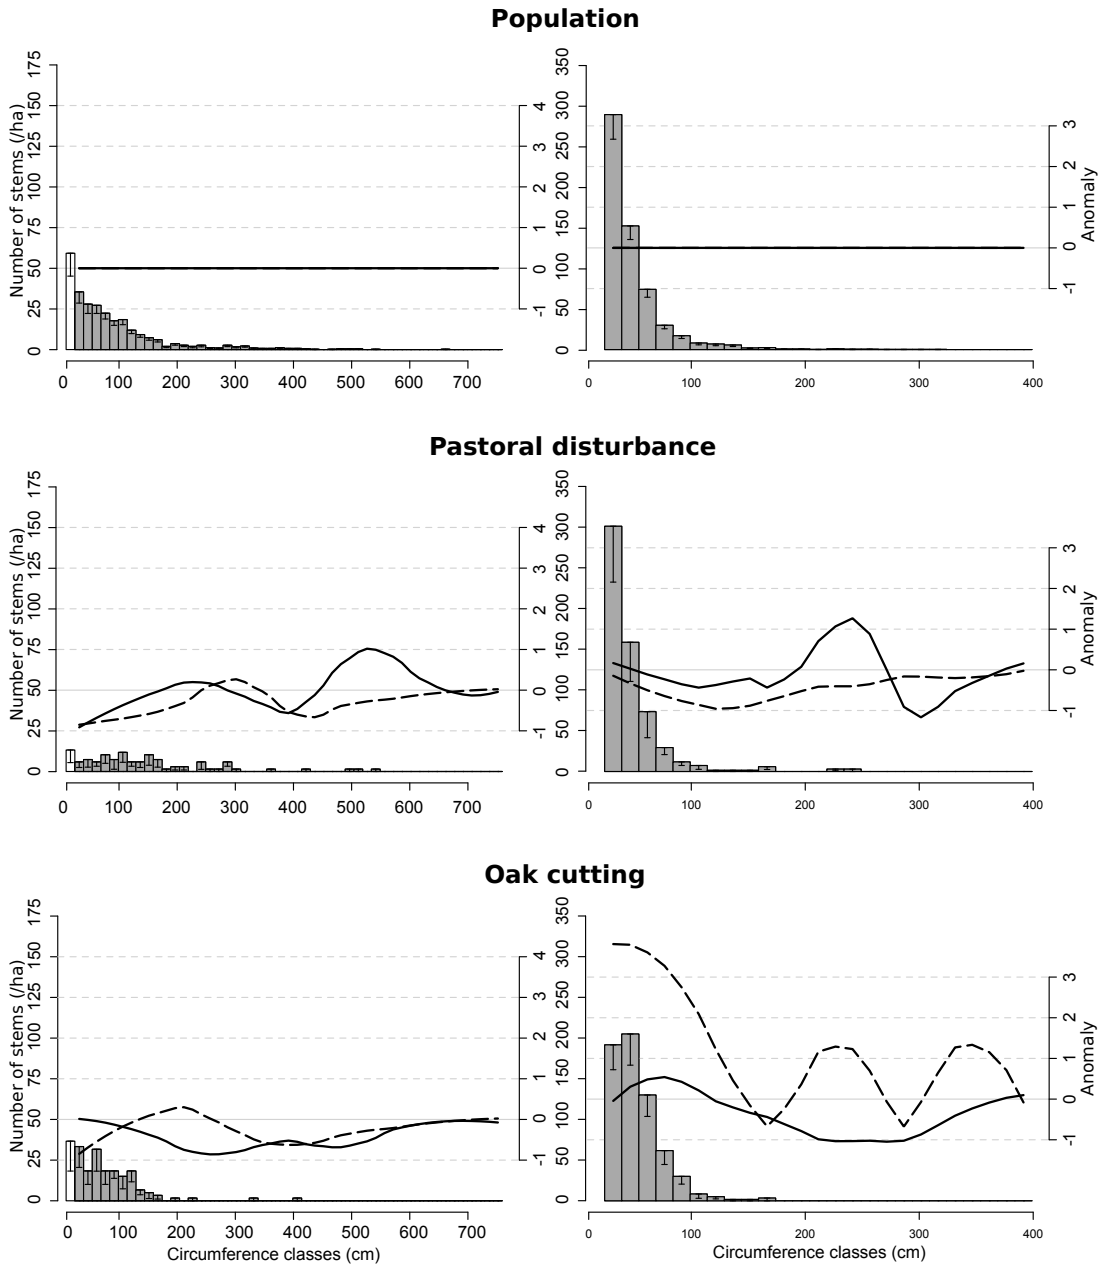 Population
Number of stems (/ha)
0 25 50 75 100 125 150 175
-1 0 1 2 3 4
0 100 200 300 400 500 600 700
0 50 100 150 200 250 300 350
-1 0 1 2 3
Anomaly
0 100 200 300 400
Pastoral disturbance
Number of stems (/ha)
0 25 50 75 100 125 150 175
-1 0 1 2 3 4
0 100 200 300 400 500 600 700
0 50 100 150 200 250 300 350
-1 0 1 2 3
Anomaly
0 100 200 300 400
Oak cutting
Number of stems (/ha)
0 25 50 75 100 125 150 175
-1 0 1 2 3 4
0 100 200 300 400 500 600 700
Circumference classes (cm)
0 50 100 150 200 250 300 350
-1 0 1 2 3
Anomaly
0 100 200 300 400
Circumference classes (cm)